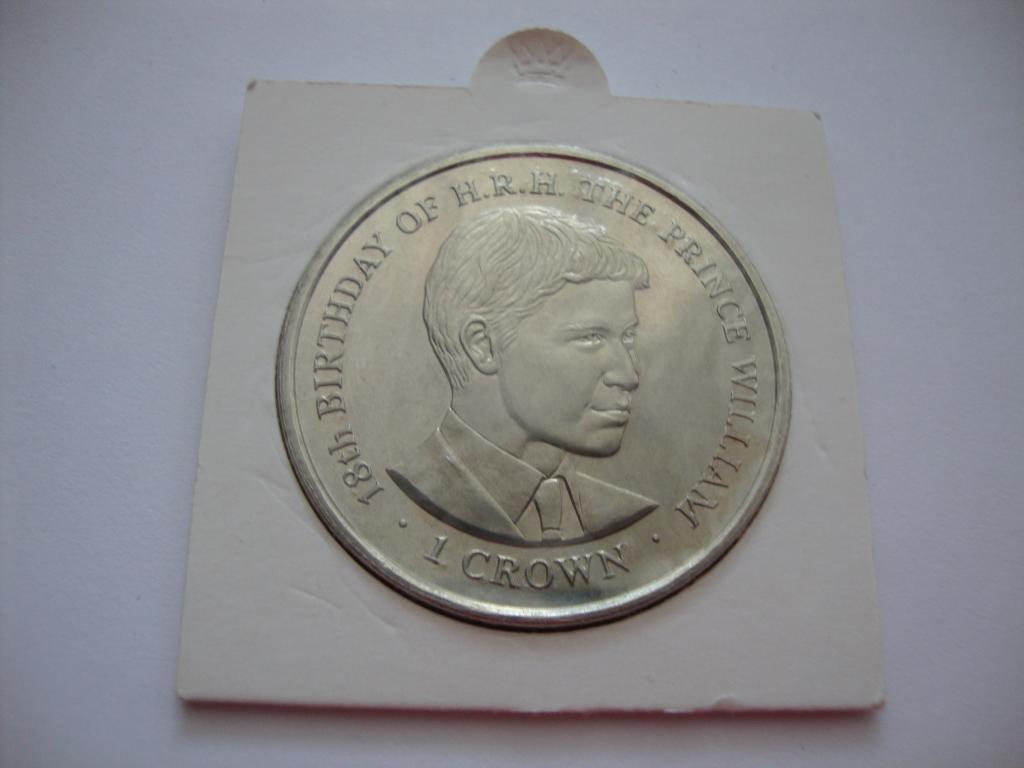 18th BIRTHDAY OF H.R.H. THE PRINCE WILLIAM
· 1 CROWN ·